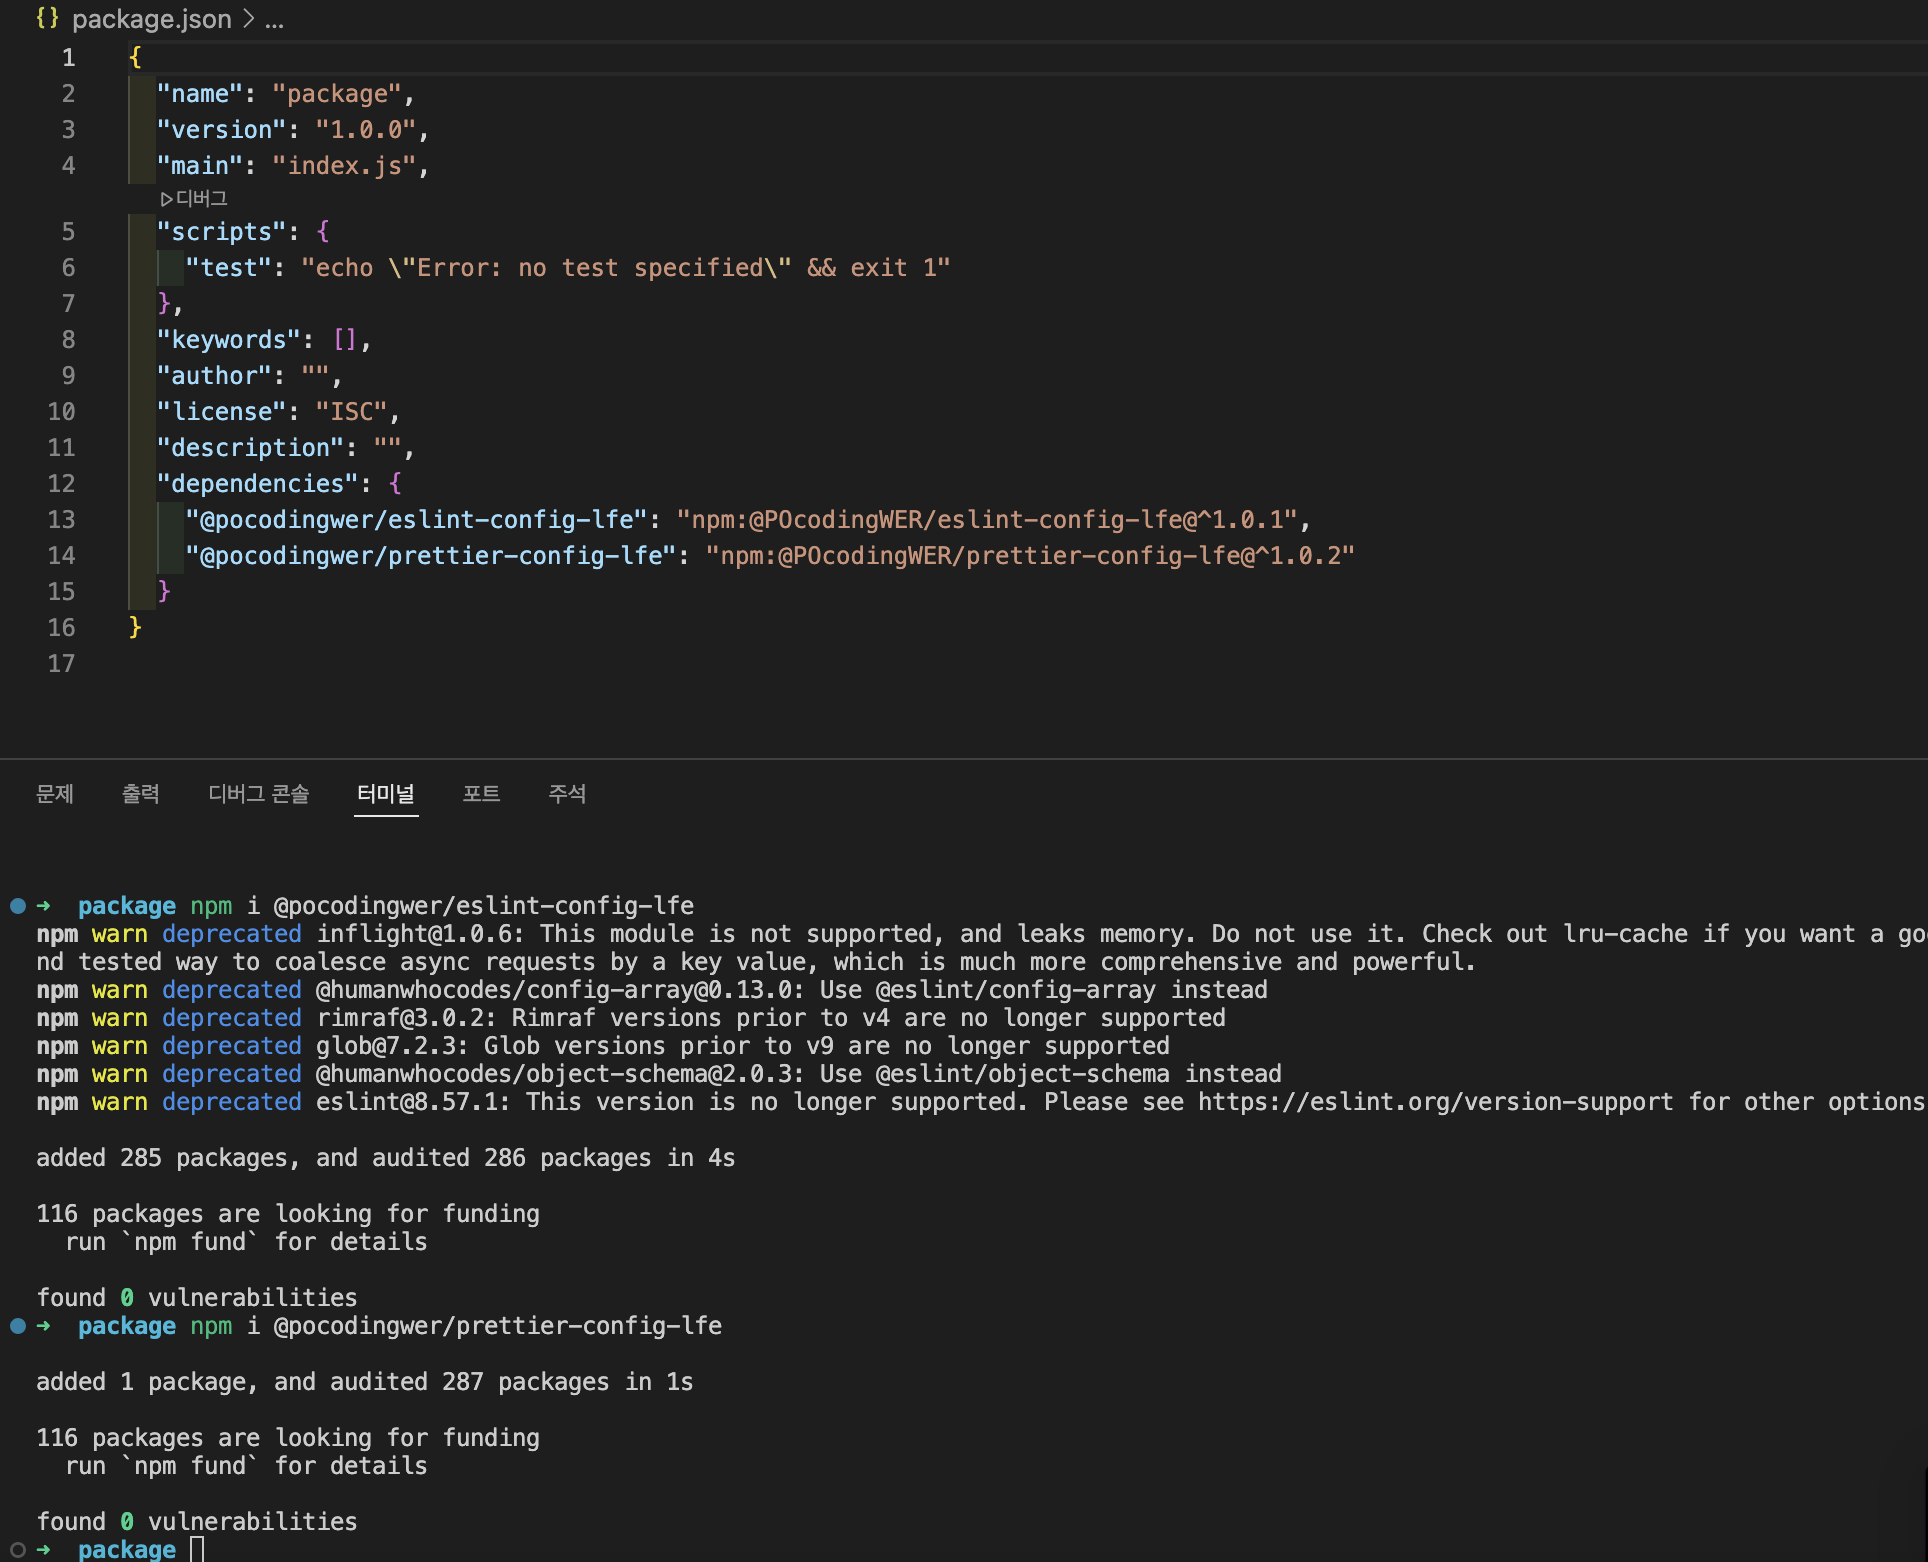 {} package.json > ...
1 {
2 "name": "package",
3 "version": "1.0.0",
4 "main": "index.js",
▷디버그
5 "scripts": {
6 "test": "echo \"Error: no test specified\" && exit 1"
7 },
8 "keywords": [],
9 "author": "",
10 "license": "ISC",
11 "description": "",
12 "dependencies": {
13 "@pocodingwer/eslint-config-lfe": "npm:@POcodingWER/eslint-config-lfe@^1.0.1",
14 "@pocodingwer/prettier-config-lfe": "npm:@POcodingWER/prettier-config-lfe@^1.0.2"
15 }
16 }
17
문제 출력 디버그 콘솔 터미널 포트 주석
➜ package npm i @pocodingwer/eslint-config-lfe
npm warn deprecated inflight@1.0.6: This module is not supported, and leaks memory. Do not use it. Check out lru-cache if you want a
nd tested way to coalesce async requests by a key value, which is much more comprehensive and powerful.
npm warn deprecated @humanwhocodes/config-array@0.13.0: Use @eslint/config-array instead
npm warn deprecated rimraf@3.0.2: Rimraf versions prior to v4 are no longer supported
npm warn deprecated glob@7.2.3: Glob versions prior to v9 are no longer supported
npm warn deprecated @humanwhocodes/object-schema@2.0.3: Use @eslint/object-schema instead
npm warn deprecated eslint@8.57.1: This version is no longer supported. Please see https://eslint.org/version-support for other options
added 285 packages, and audited 286 packages in 4s
116 packages are looking for funding
run `npm fund` for details
found 0 vulnerabilities
➜ package npm i @pocodingwer/prettier-config-lfe
added 1 package, and audited 287 packages in 1s
116 packages are looking for funding
run `npm fund` for details
found 0 vulnerabilities
➜ package